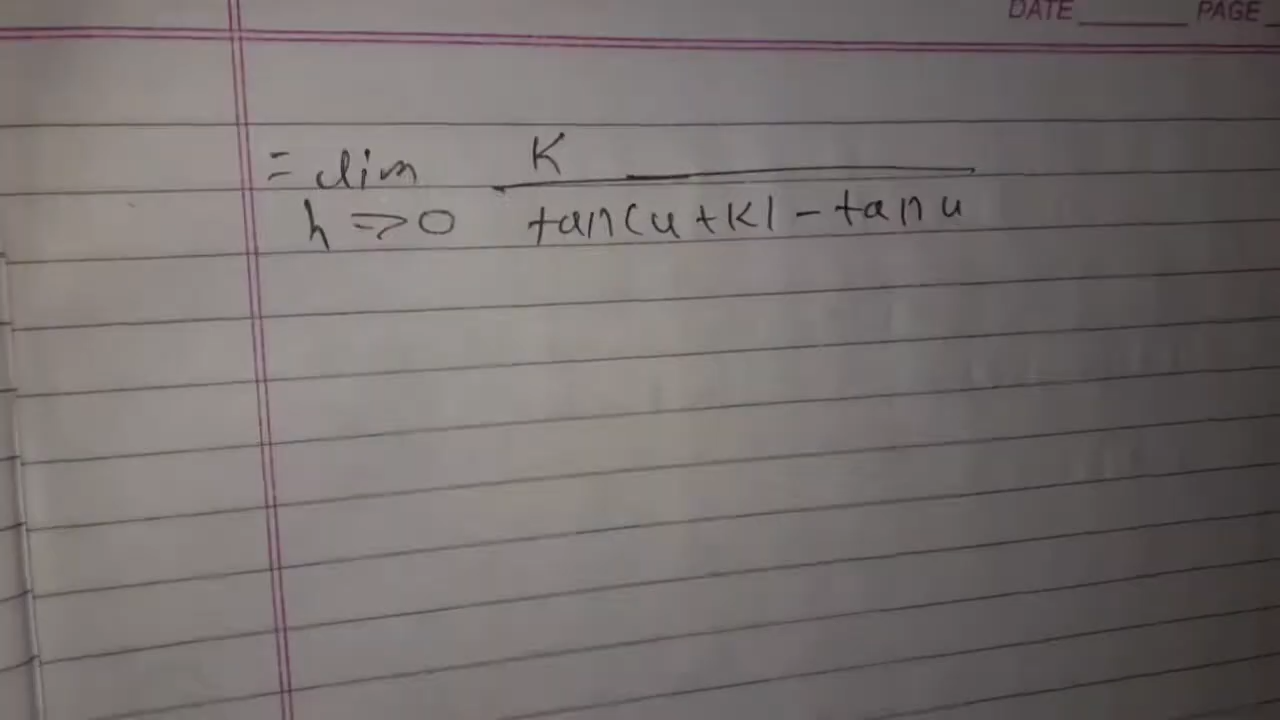 DATE PAGE
= lim K
h => 0 tan(u + K) - tan u